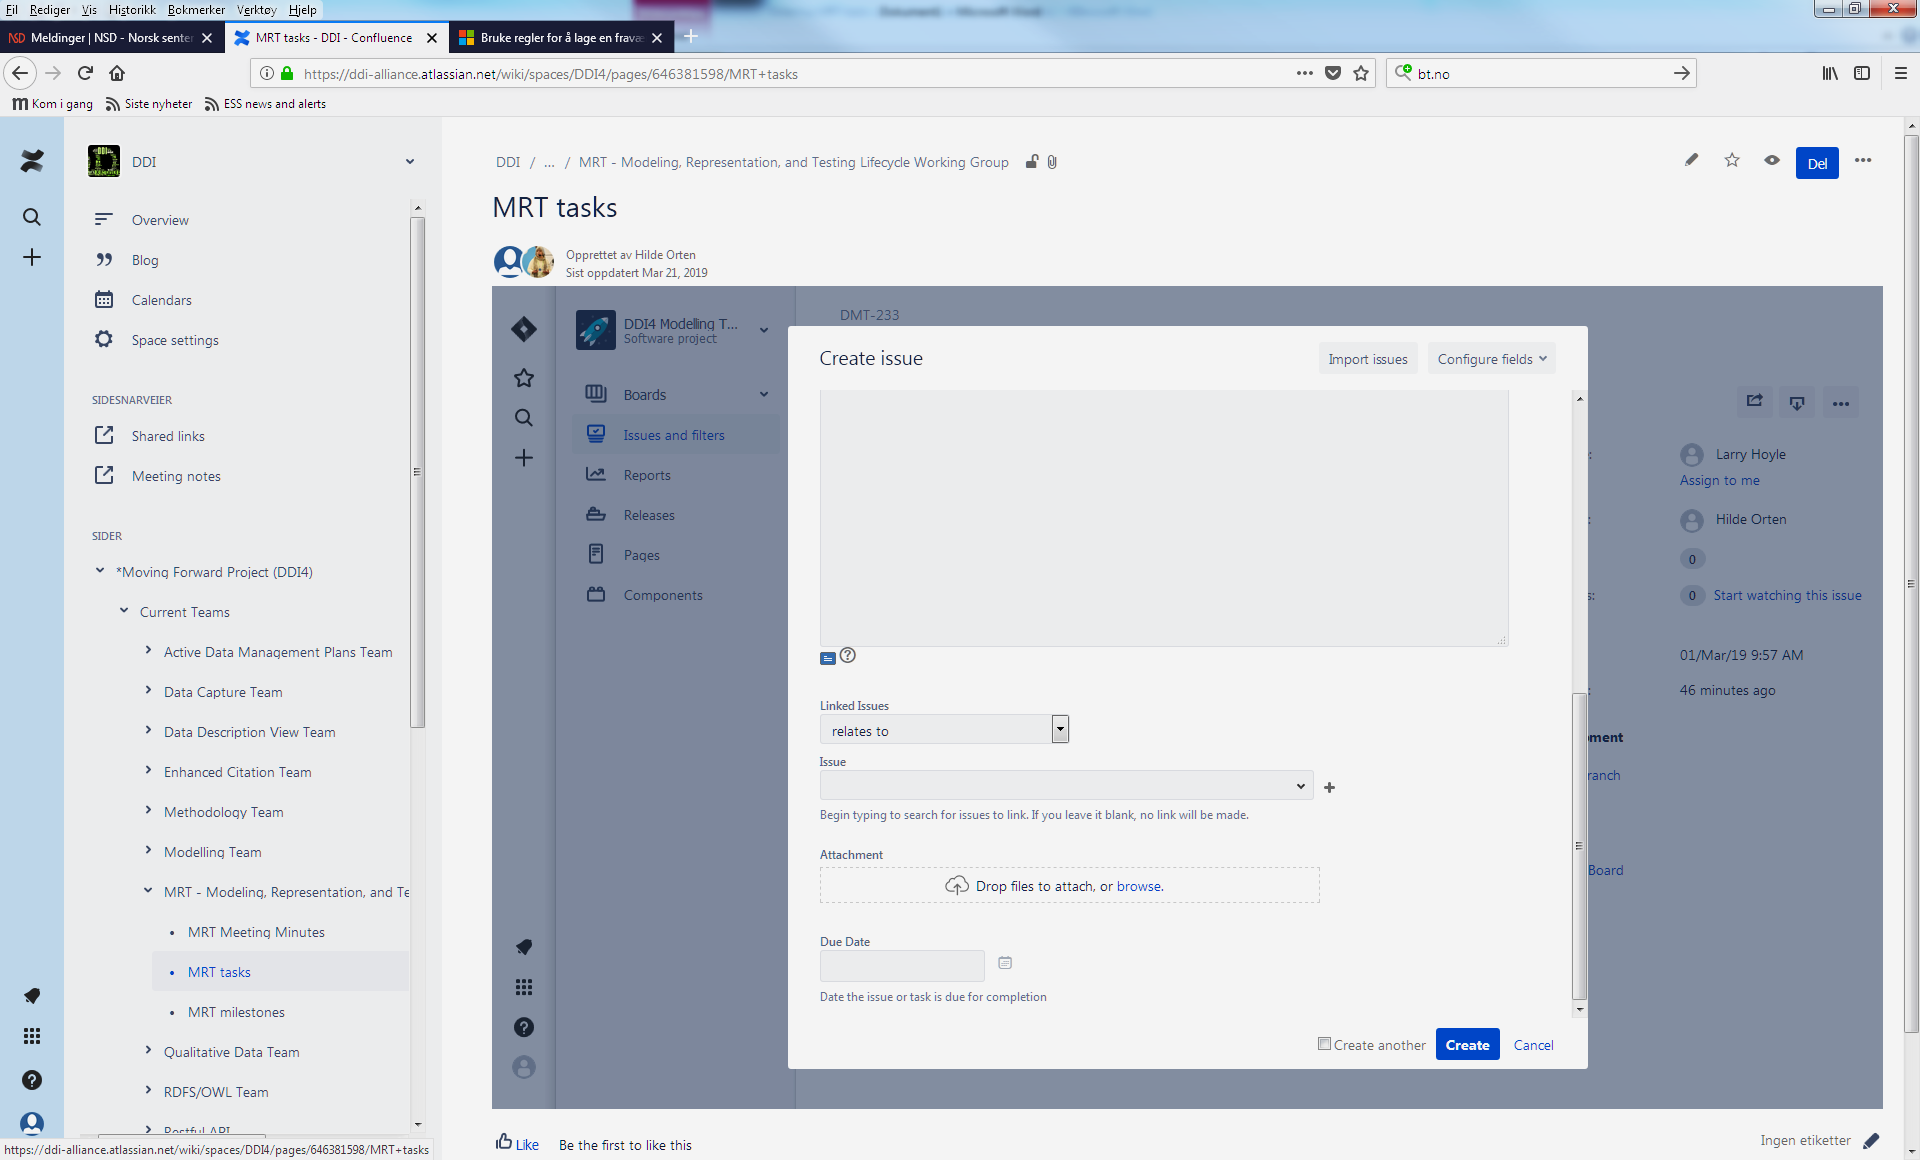 Fil Rediger Vis Historikk Bokmerker Verktøy Hjelp
NSD Meldinger | NSD - Norsk senter
MRT tasks - DDI - Confluence
Bruke regler for å lage en fravæ
https://ddi-alliance.atlassian.net/wiki/spaces/DDI4/pages/646381598/MRT+tasks
bt.no
Kom i gang Siste nyheter ESS news and alerts
DDI
Overview
Blog
Calendars
Space settings
SIDESNARVEIER
Shared links
Meeting notes
SIDER
*Moving Forward Project (DDI4)
Current Teams
Active Data Management Plans Team
Data Capture Team
Data Description View Team
Enhanced Citation Team
Methodology Team
Modelling Team
MRT - Modeling, Representation, and Te
MRT Meeting Minutes
MRT tasks
MRT milestones
Qualitative Data Team
RDFS/OWL Team
Restful API
https://ddi-alliance.atlassian.net/wiki/spaces/DDI4/pages/646381598/MRT+tasks
DDI / ... / MRT - Modeling, Representation, and Testing Lifecycle Working Group
Del
MRT tasks
Opprettet av Hilde Orten
Sist oppdatert Mar 21, 2019
DDI4 Modelling T...
Software project
Boards
Issues and filters
Reports
Releases
Pages
Components
DMT-233
Create issue
Import issues
Configure fields
Linked Issues
relates to
Issue
Begin typing to search for issues to link. If you leave it blank, no link will be made.
Attachment
Drop files to attach, or browse.
Due Date
Date the issue or task is due for completion
Create another Create Cancel
Larry Hoyle
Assign to me
Hilde Orten
0
0 Start watching this issue
01/Mar/19 9:57 AM
46 minutes ago
ment
ranch
Board
Like Be the first to like this
Ingen etiketter